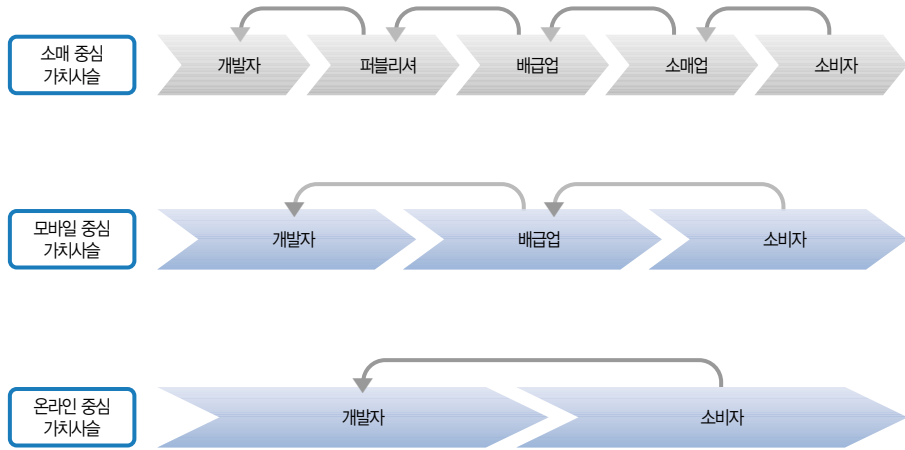 소매 중심
가치사슬
개발자
퍼블리셔
배급업
소매업
소비자
모바일 중심
가치사슬
개발자
배급업
소비자
온라인 중심
가치사슬
개발자
소비자